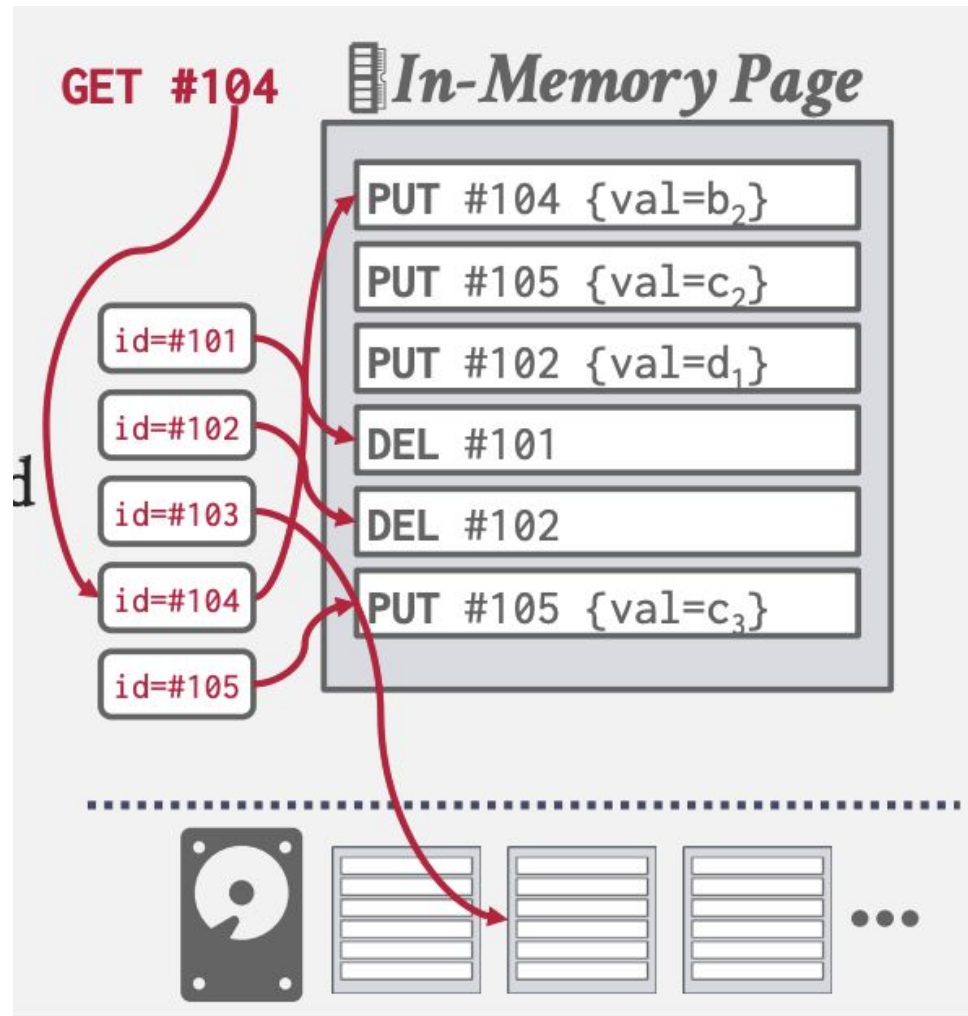 GET #104
In-Memory Page
PUT #104 {val=b₂}
PUT #105 {val=c₂}
PUT #102 {val=d₁}
DEL #101
DEL #102
PUT #105 {val=c₃}
id=#101
id=#102
id=#103
id=#104
id=#105
d